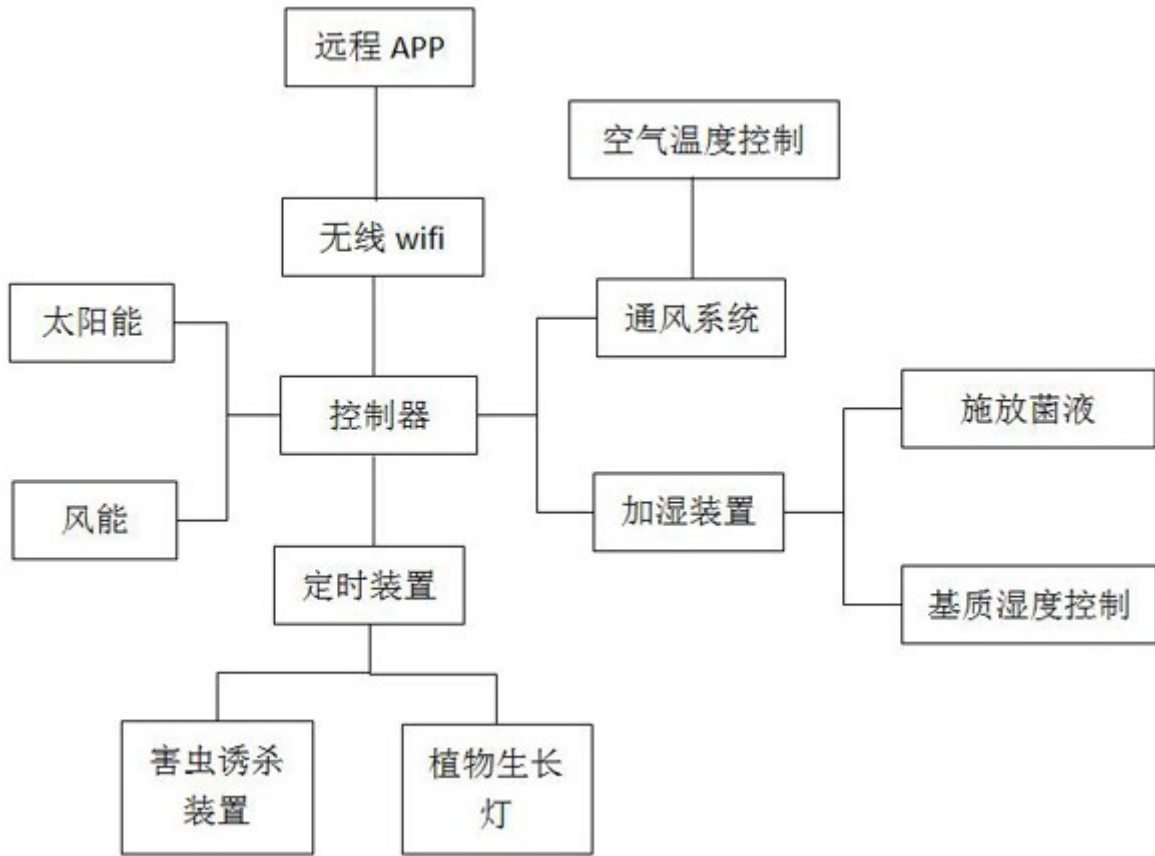 远程 APP
空气温度控制
无线 wifi
太阳能
通风系统
控制器
施放菌液
风能
加湿装置
定时装置
基质湿度控制
害虫诱杀
装置
植物生长
灯